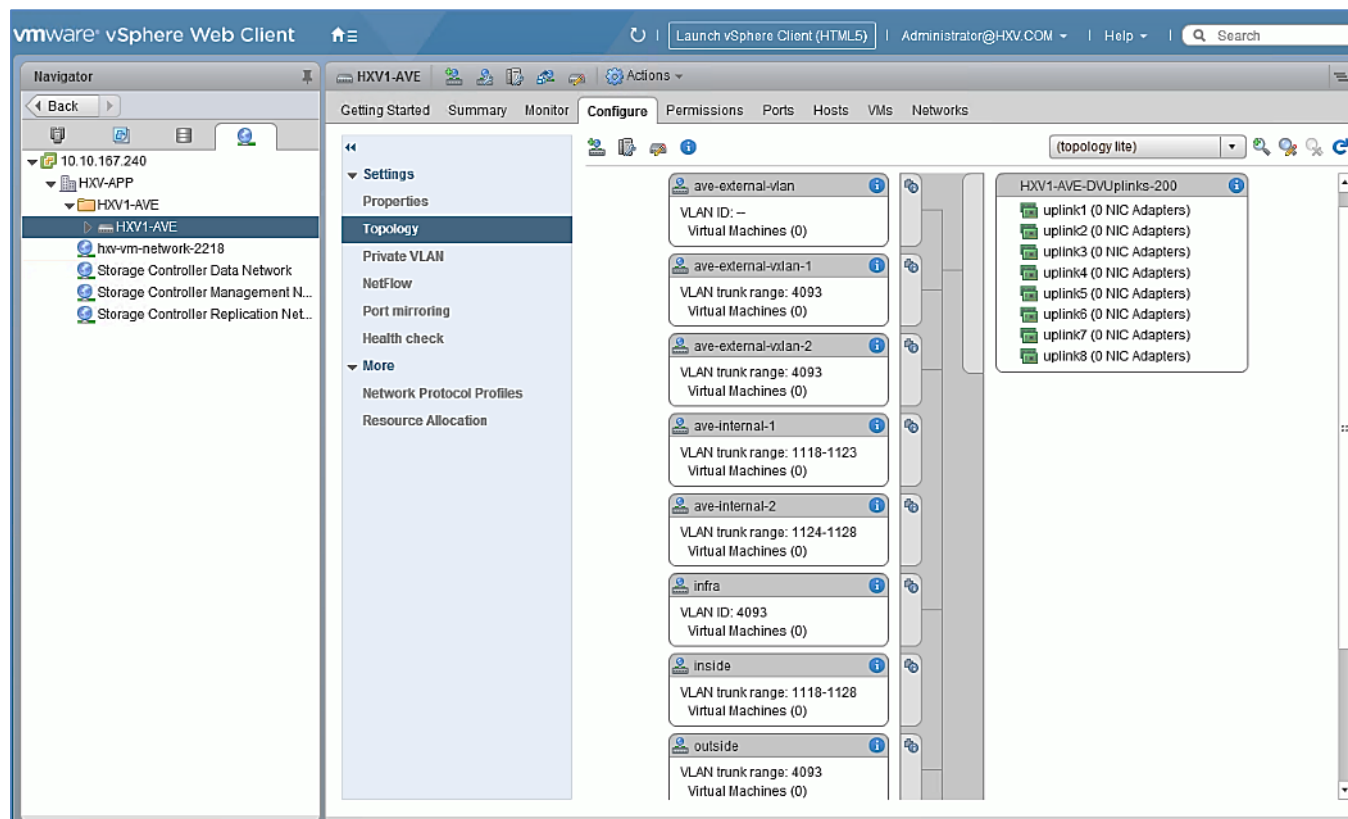 vmware® vSphere Web Client
Launch vSphere Client (HTML5)
Administrator@HXV.COM
Help
Search
Navigator
Back
10.10.167.240
HXV-APP
HXV1-AVE
HXV1-AVE
hxv-vm-network-2218
Storage Controller Data Network
Storage Controller Management N...
Storage Controller Replication Net...
HXV1-AVE
Actions
Getting Started Summary Monitor Configure Permissions Ports Hosts VMs Networks
Settings
Properties
Topology
Private VLAN
NetFlow
Port mirroring
Health check
More
Network Protocol Profiles
Resource Allocation
(topology lite)
ave-external-vlan
VLAN ID: --
Virtual Machines (0)
ave-external-vxlan-1
VLAN trunk range: 4093
Virtual Machines (0)
ave-external-vxlan-2
VLAN trunk range: 4093
Virtual Machines (0)
ave-internal-1
VLAN trunk range: 1118-1123
Virtual Machines (0)
ave-internal-2
VLAN trunk range: 1124-1128
Virtual Machines (0)
infra
VLAN ID: 4093
Virtual Machines (0)
inside
VLAN trunk range: 1118-1128
Virtual Machines (0)
outside
VLAN trunk range: 4093
Virtual Machines (0)
HXV1-AVE-DVUplinks-200
uplink1 (0 NIC Adapters)
uplink2 (0 NIC Adapters)
uplink3 (0 NIC Adapters)
uplink4 (0 NIC Adapters)
uplink5 (0 NIC Adapters)
uplink6 (0 NIC Adapters)
uplink7 (0 NIC Adapters)
uplink8 (0 NIC Adapters)